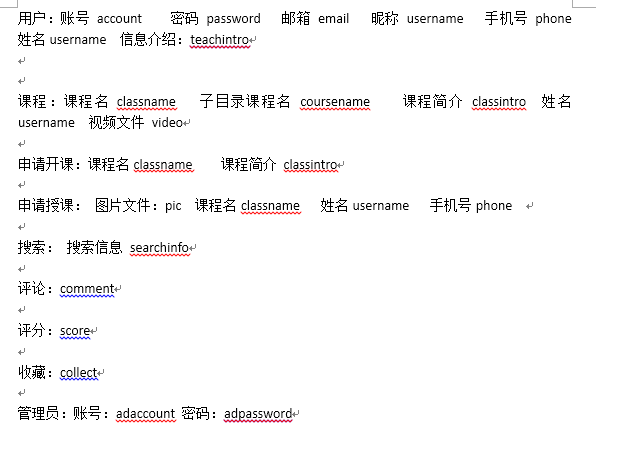 用户：账号 account 密码 password 邮箱 email 昵称 username 手机号 phone
姓名 username 信息介绍：teachintro
课程：课程名 classname 子目录课程名 coursename 课程简介 classintro 姓名
username 视频文件 video
申请开课：课程名 classname 课程简介 classintro
申请授课： 图片文件：pic 课程名 classname 姓名 username 手机号 phone
搜索： 搜索信息 searchinfo
评论：comment
评分：score
收藏：collect
管理员：账号：adaccount 密码：adpassword